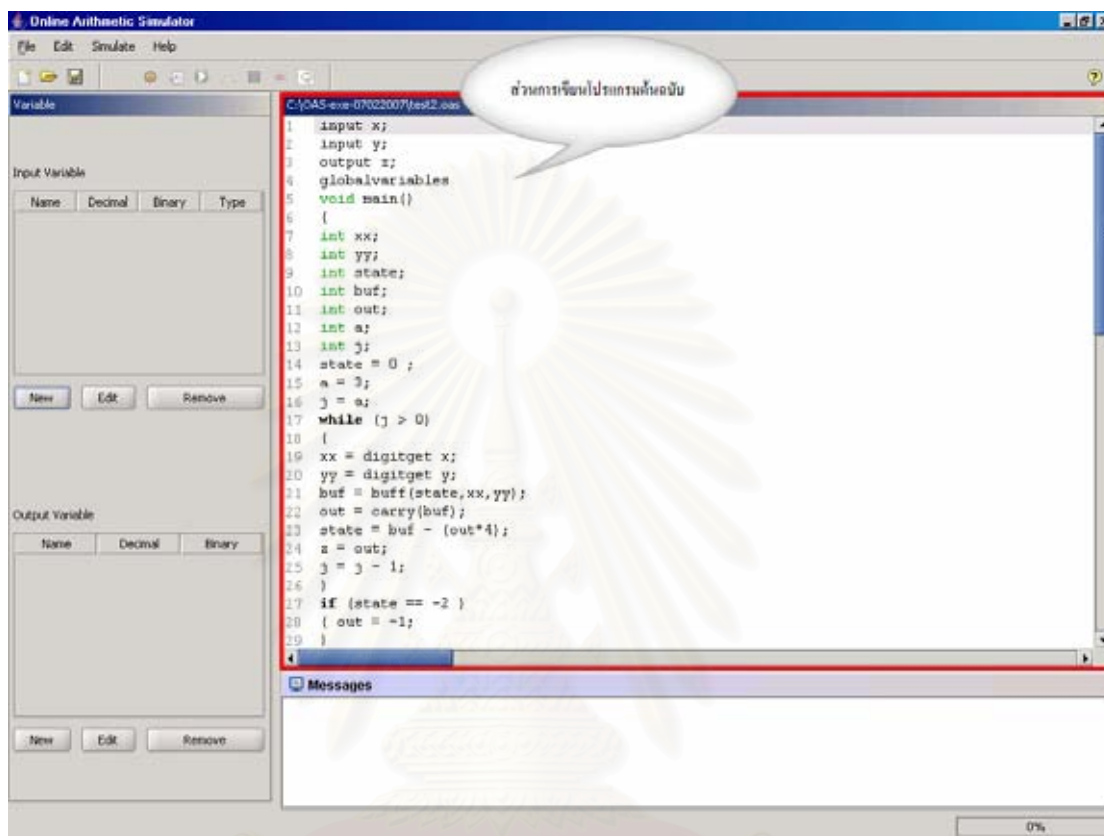 Online Arithmetic Simulator
File Edit Simulate Help
ส่วนการเขียนโปรแกรมต้นฉบับ
Variable
Input Variable
Name Decimal Binary Type
New Edit Remove
Output Variable
Name Decimal Binary
New Edit Remove
C:\OAS-exe-07022007\test2.oas
1 input x;
2 input y;
3 output z;
4 globalvariables
5 void main()
6 {
7 int xx;
8 int yy;
9 int state;
10 int buf;
11 int out;
12 int a;
13 int j;
14 state = 0 ;
15 a = 3;
16 j = a;
17 while (j > 0)
18 {
19 xx = digitget x;
20 yy = digitget y;
21 buf = buff(state,xx,yy);
22 out = carry(buf);
23 state = buf - (out*4);
24 z = out;
25 j = j - 1;
26 }
27 if (state == -2 )
28 { out = -1;
29 }
Messages
0%